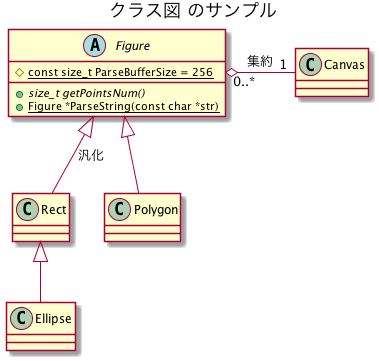 クラス図 のサンプル
A Figure
const size_t ParseBufferSize = 256
size_t getPointsNum()
Figure *ParseString(const char *str)
集約 1
0..*
C Canvas
汎化
C Rect
C Polygon
C Ellipse